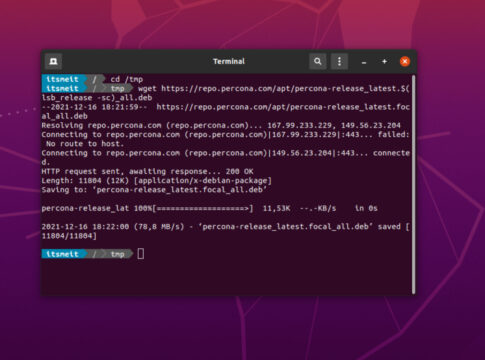 Terminal
itsmeit / cd /tmp
itsmeit / tmp wget https://repo.percona.com/apt/percona-release_latest.$(
lsb_release -sc)_all.deb
--2021-12-16 18:21:59--  https://repo.percona.com/apt/percona-release_latest.foc
al_all.deb
Resolving repo.percona.com (repo.percona.com)... 167.99.233.229, 149.56.23.204
Connecting to repo.percona.com (repo.percona.com)|167.99.233.229|:443... failed:
 No route to host.
Connecting to repo.percona.com (repo.percona.com)|149.56.23.204|:443... connecte
d.
HTTP request sent, awaiting response... 200 OK
Length: 11804 (12K) [application/x-debian-package]
Saving to: ‘percona-release_latest.focal_all.deb’
percona-release_lat 100%[===================>]  11,53K  --.-KB/s    in 0s
2021-12-16 18:22:00 (78,8 MB/s) - ‘percona-release_latest.focal_all.deb’ saved [
11804/11804]
itsmeit / tmp